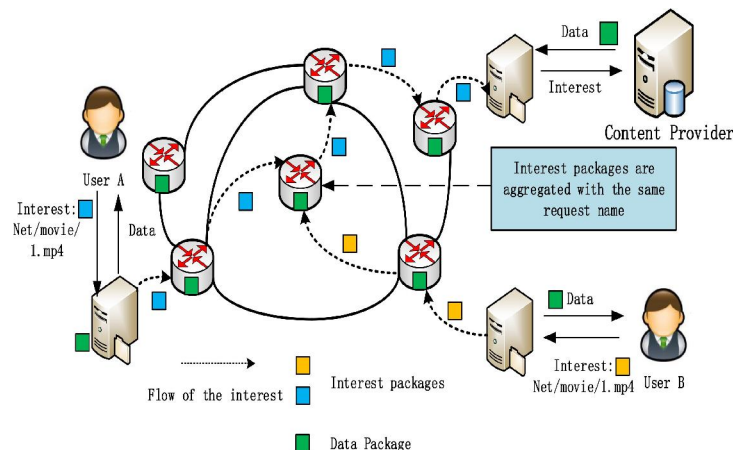 Data
Interest
Content Provider
User A
Interest:
Net/movie/
1.mp4
Data
Interest packages are
aggregated with the same
request name
Data
Interest:
Net/movie/1.mp4
User B
Flow of the interest
Interest packages
Data Package